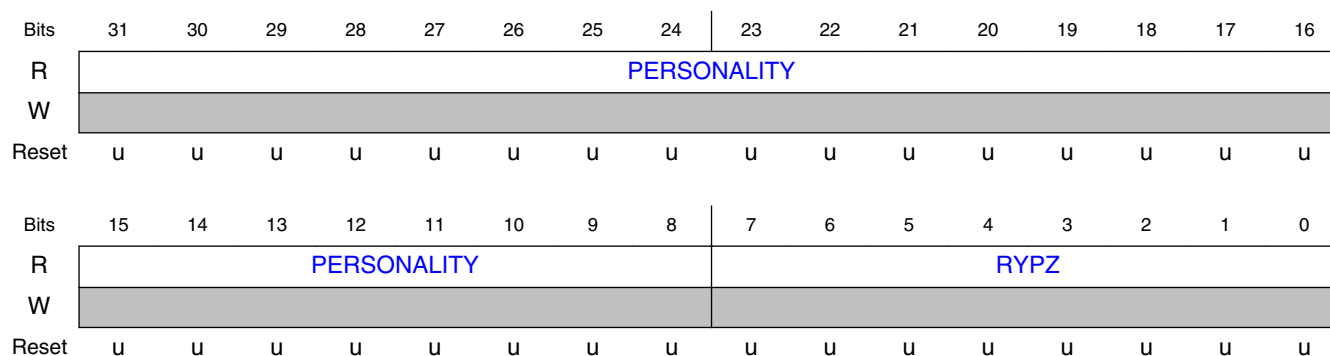 Bits 31 30 29 28 27 26 25 24 23 22 21 20 19 18 17 16
R PERSONALITY
W
Reset u u u u u u u u u u u u u u u u
Bits 15 14 13 12 11 10 9 8 7 6 5 4 3 2 1 0
R PERSONALITY RYPZ
W
Reset u u u u u u u u u u u u u u u u